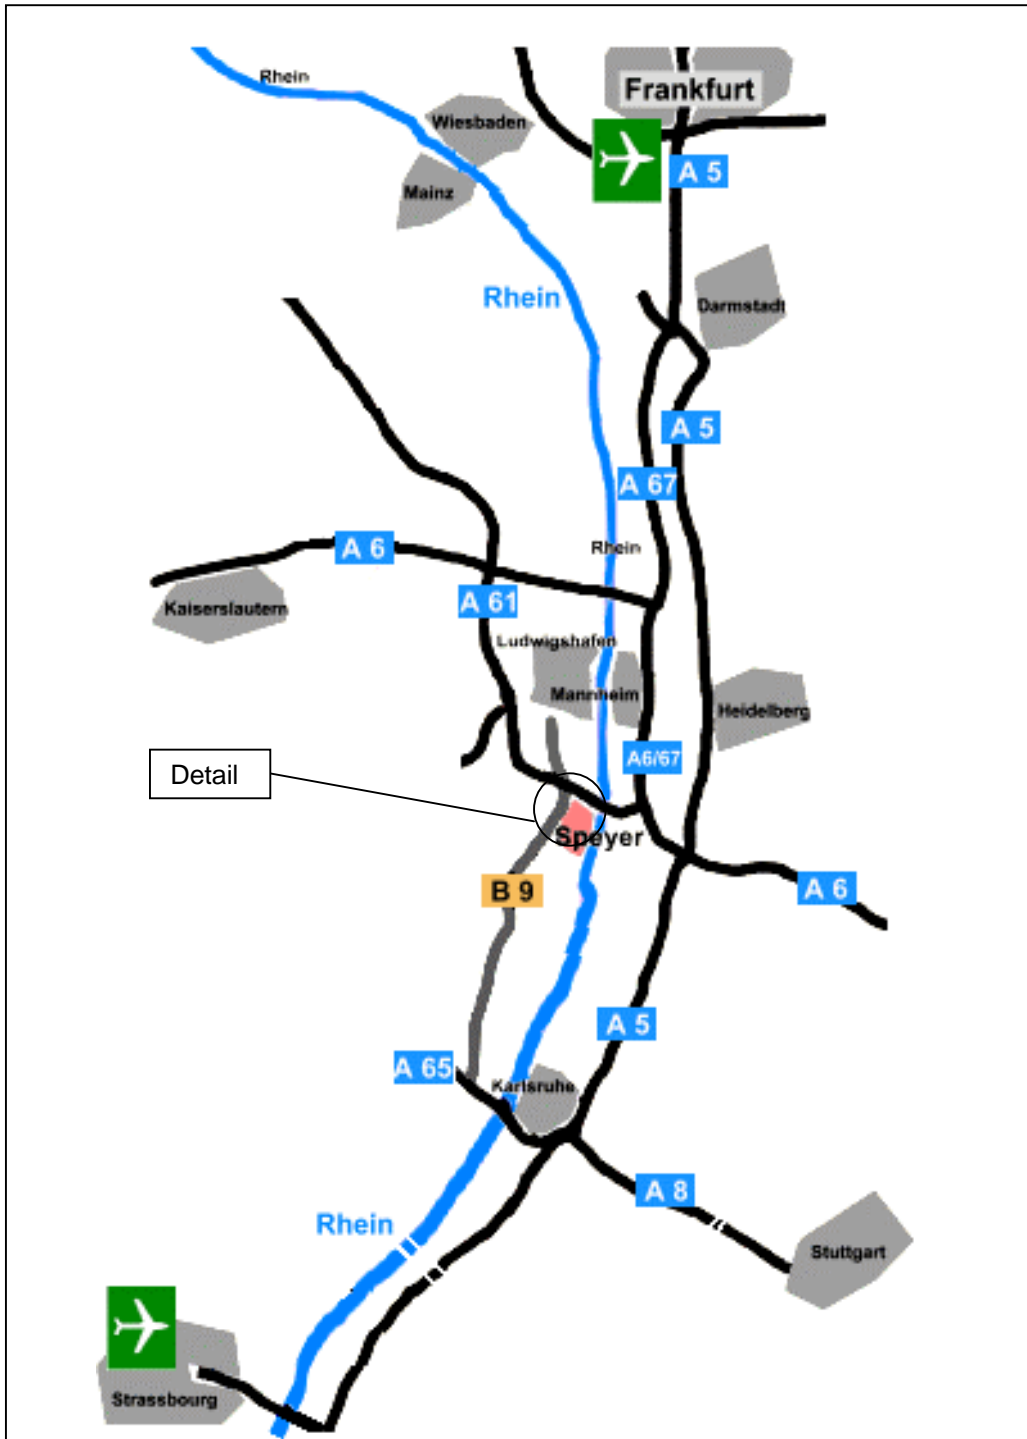 Rhein
Frankfurt
Wiesbaden
A 5
Mainz
Rhein
Darmstadt
A 5
A 67
Rhein
A 6
A 61
Kaiserslautern
Ludwigshafen
Mannheim
Heidelberg
A6/67
Detail
Speyer
A 6
B 9
A 5
A 65
Karlsruhe
A 8
Rhein
Stuttgart
Strassbourg